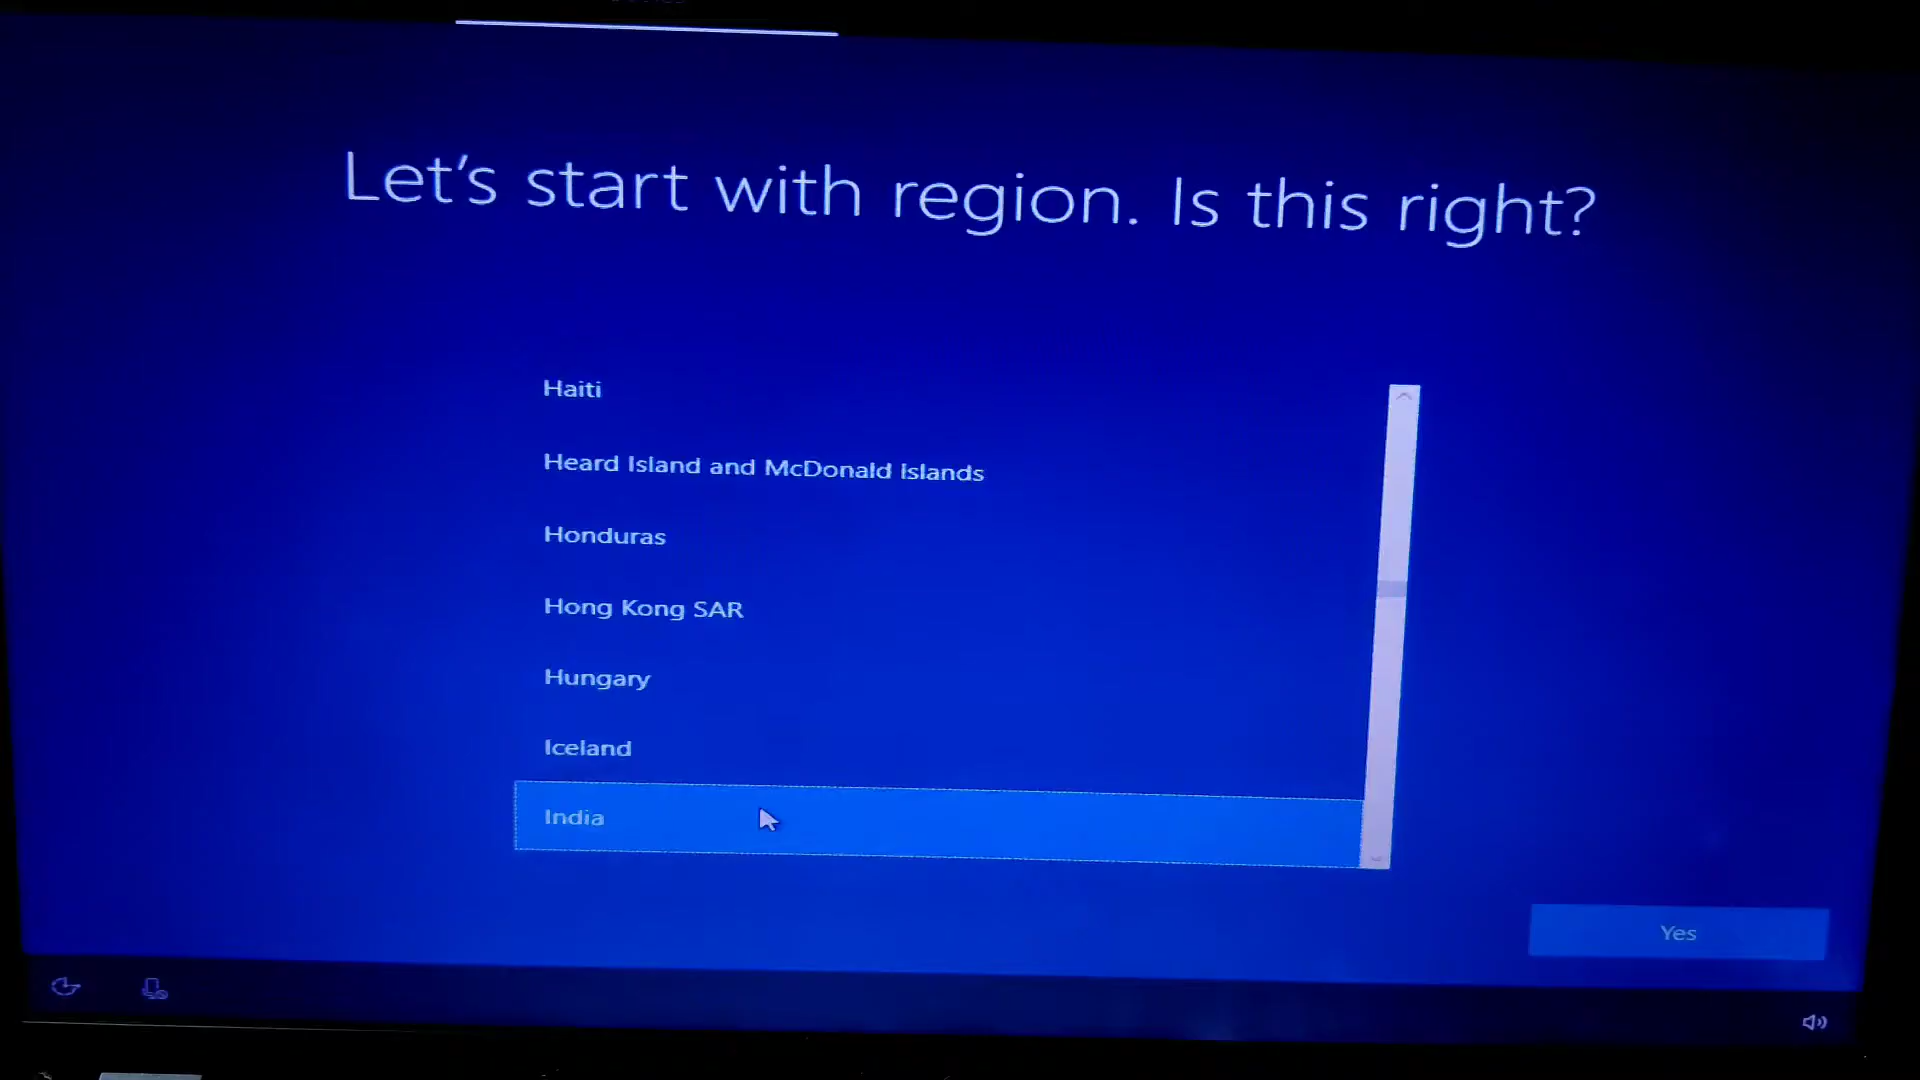 Let's start with region. Is this right?
Haiti
Heard Island and McDonald Islands
Honduras
Hong Kong SAR
Hungary
Iceland
India
Yes